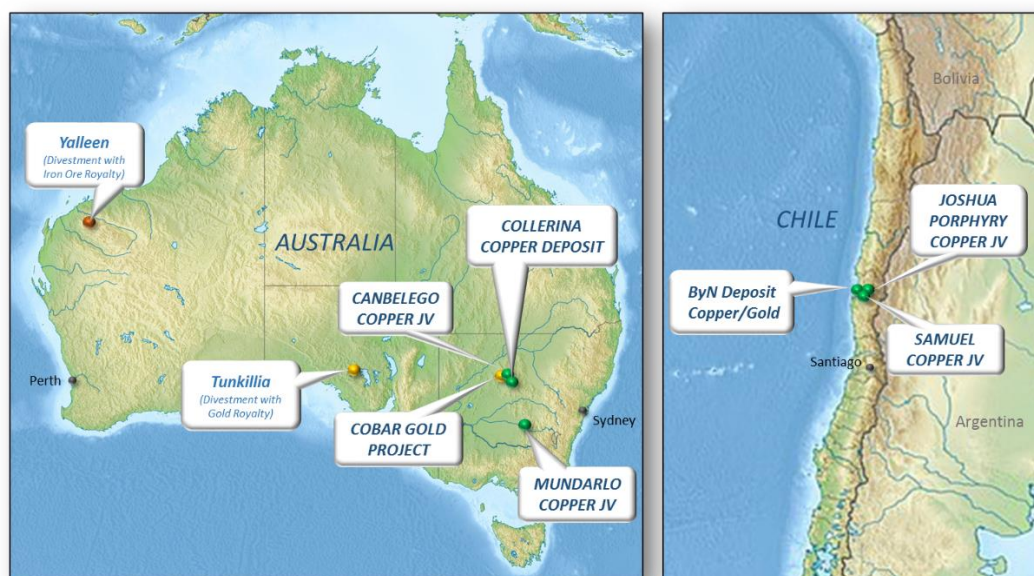 Yalleen
(Divestment with
Iron Ore Royalty)
AUSTRALIA
COLLERINA
COPPER DEPOSIT
CANBELEGO
COPPER JV
Perth
Tunkillia
(Divestment with
Gold Royalty)
COBAR GOLD
PROJECT
Sydney
MUNDARLO
COPPER JV
Bolivia
CHILE
JOSHUA
PORPHYRY
COPPER JV
ByN Deposit
Copper/Gold
SAMUEL
COPPER JV
Santiago
Argentina